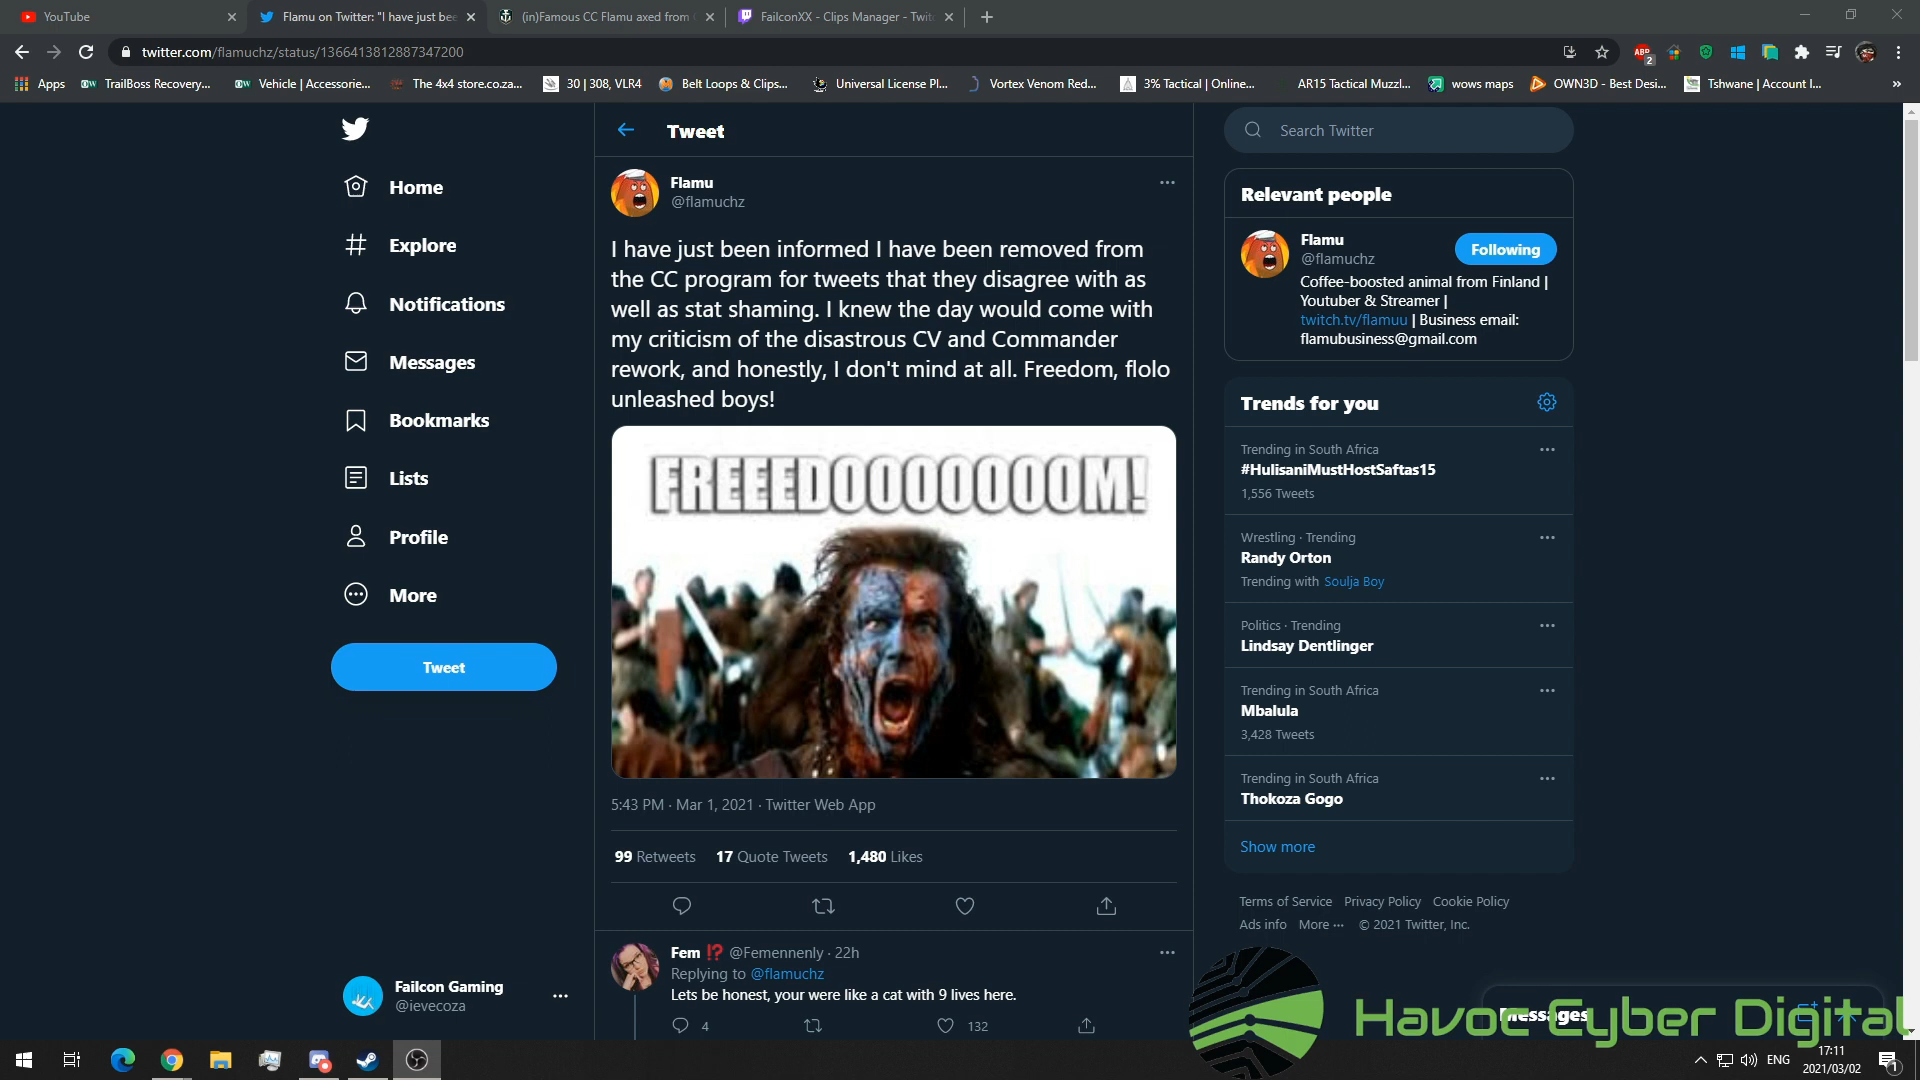 YouTube
Flamu on Twitter: "I have just bee
(in)Famous CC Flamu axed from
FailconXX - Clips Manager - Twit
twitter.com/flamuchz/status/1366413812887347200
ABP
2
Apps
TrailBoss Recovery...
Vehicle | Accessorie...
The 4x4 store.co.za...
30 | 308, VLR4
Belt Loops & Clips...
Universal License Pl...
Vortex Venom Red...
3% Tactical | Online...
AR15 Tactical Muzzl...
wows maps
OWN3D - Best Desi...
Tshwane | Account I...
Home
Explore
Notifications
Messages
Bookmarks
Lists
Profile
More
Tweet
Failcon Gaming
@ievecoza
Tweet
Flamu
@flamuchz
I have just been informed I have been removed from
the CC program for tweets that they disagree with as
well as stat shaming. I knew the day would come with
my criticism of the disastrous CV and Commander
rework, and honestly, I don't mind at all. Freedom, flolo
unleashed boys!
FREEEDOOOOOOOOM!
5:43 PM · Mar 1, 2021 · Twitter Web App
99 Retweets 17 Quote Tweets 1,480 Likes
Fem ⁉ @Femennenly · 22h
Replying to @flamuchz
Lets be honest, your were like a cat with 9 lives here.
4
132
Search Twitter
Relevant people
Flamu
@flamuchz
Following
Coffee-boosted animal from Finland |
Youtuber & Streamer |
twitch.tv/flamuu | Business email:
flamubusiness@gmail.com
Trends for you
Trending in South Africa
#HulisaniMustHostSaftas15
1,556 Tweets
Wrestling · Trending
Randy Orton
Trending with Soulja Boy
Politics · Trending
Lindsay Dentlinger
Trending in South Africa
Mbalula
3,428 Tweets
Trending in South Africa
Thokoza Gogo
Show more
Terms of Service Privacy Policy Cookie Policy
Ads info More ··· © 2021 Twitter, Inc.
Messages
Havoc Cyber Digital
ENG
17:11
2021/03/02
1